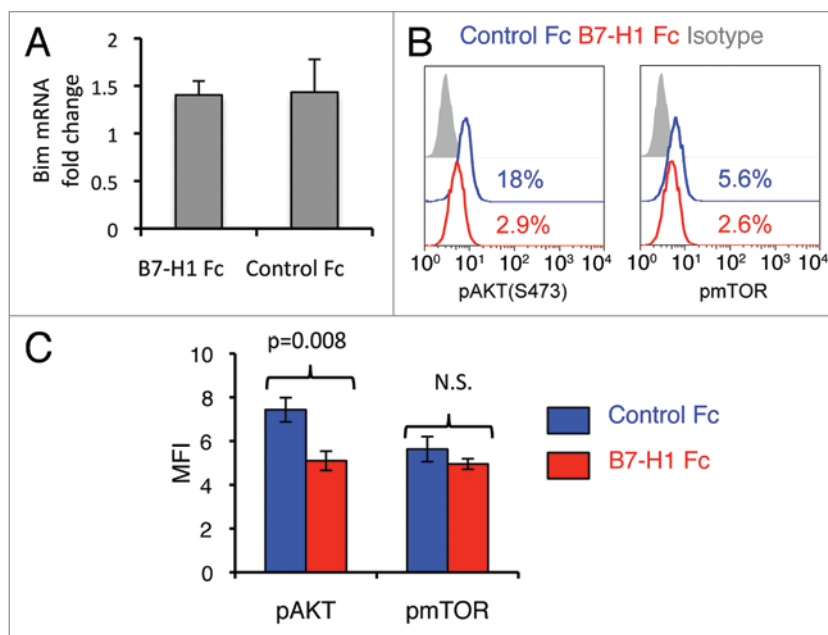 A
Bim mRNA
fold change
2
1.5
1
0.5
0
B7-H1 Fc
Control Fc
B
Control Fc B7-H1 Fc Isotype
18%
2.9%
10⁰ 10¹ 10² 10³ 10⁴
pAKT(S473)
5.6%
2.6%
10⁰ 10¹ 10² 10³ 10⁴
pmTOR
C
MFI
10
8
6
4
2
0
p=0.008
N.S.
pAKT
pmTOR
Control Fc
B7-H1 Fc